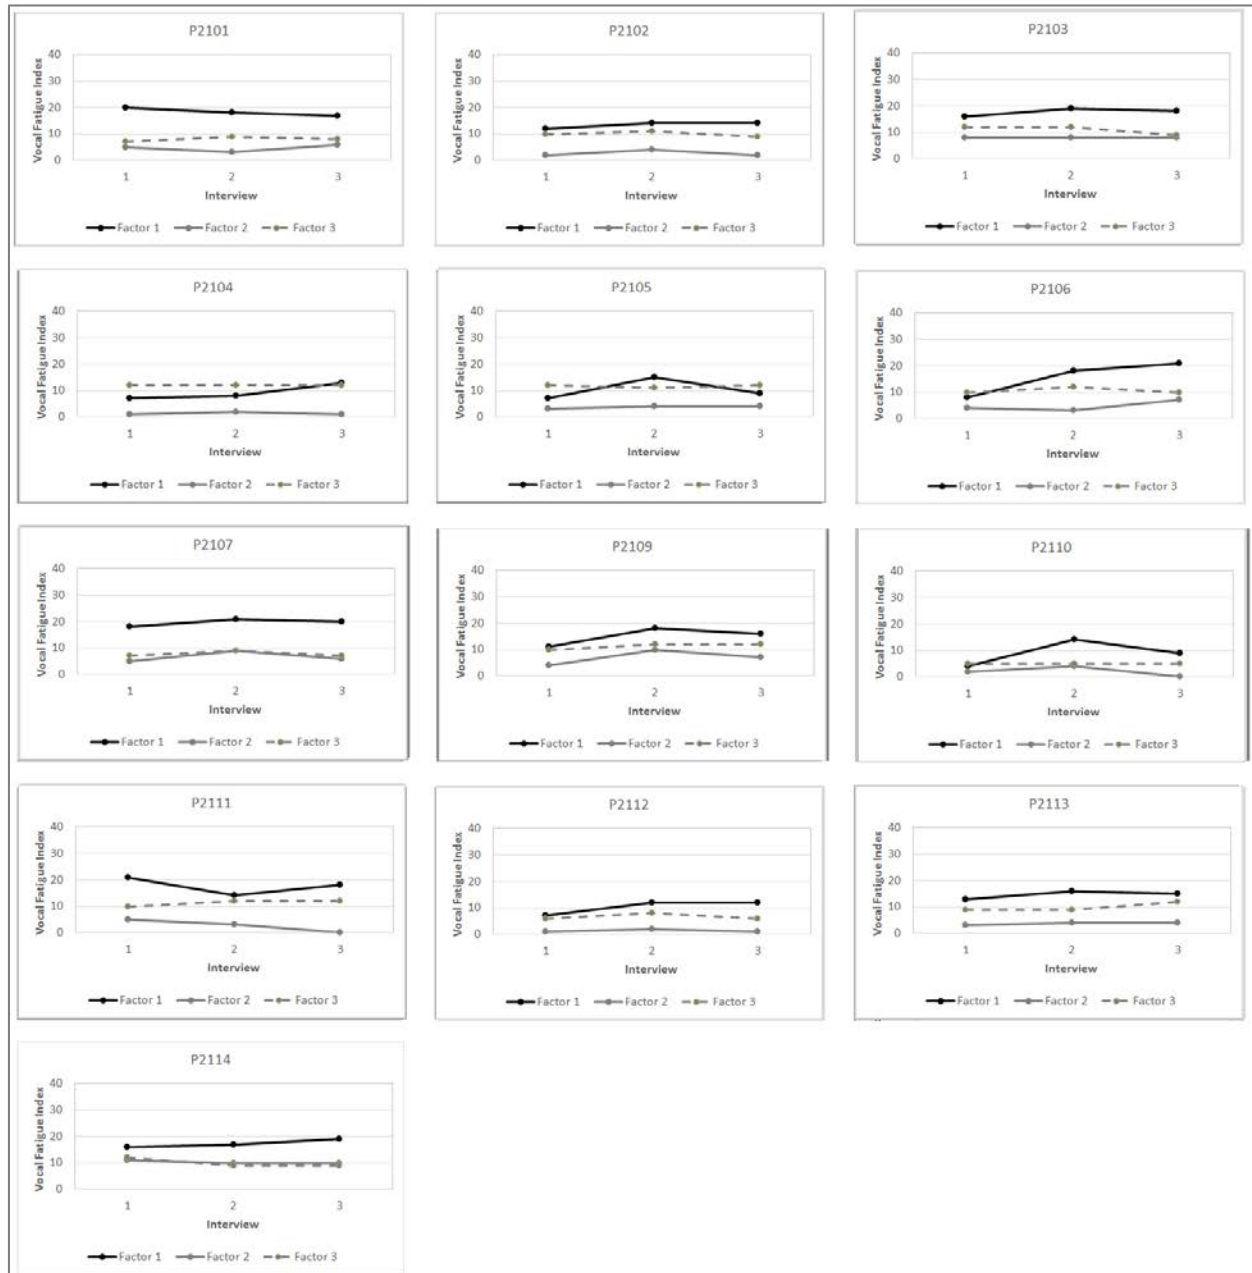 P2101
Vocal Fatigue Index
40
30
20
10
0
1 2 3
Interview
Factor 1 Factor 2 Factor 3
P2102
Vocal Fatigue Index
40
30
20
10
0
1 2 3
Interview
Factor 1 Factor 2 Factor 3
P2103
Vocal Fatigue Index
40
30
20
10
0
1 2 3
Interview
Factor 1 Factor 2 Factor 3
P2104
Vocal Fatigue Index
40
30
20
10
0
1 2 3
Interview
Factor 1 Factor 2 Factor 3
P2105
Vocal Fatigue Index
40
30
20
10
0
1 2 3
Interview
Factor 1 Factor 2 Factor 3
P2106
Vocal Fatigue Index
40
30
20
10
0
1 2 3
Interview
Factor 1 Factor 2 Factor 3
P2107
Vocal Fatigue Index
40
30
20
10
0
1 2 3
Interview
Factor 1 Factor 2 Factor 3
P2109
Vocal Fatigue Index
40
30
20
10
0
1 2 3
Interview
Factor 1 Factor 2 Factor 3
P2110
Vocal Fatigue Index
40
30
20
10
0
1 2 3
Interview
Factor 1 Factor 2 Factor 3
P2111
Vocal Fatigue Index
40
30
20
10
0
1 2 3
Interview
Factor 1 Factor 2 Factor 3
P2112
Vocal Fatigue Index
40
30
20
10
0
1 2 3
Interview
Factor 1 Factor 2 Factor 3
P2113
Vocal Fatigue Index
40
30
20
10
0
1 2 3
Interview
Factor 1 Factor 2 Factor 3
P2114
Vocal Fatigue Index
40
30
20
10
0
1 2 3
Interview
Factor 1 Factor 2 Factor 3